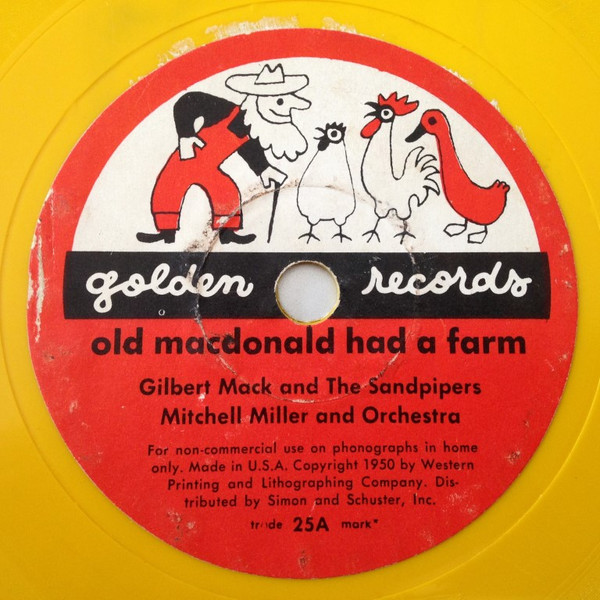 golden records
old macdonald had a farm
Gilbert Mack and The Sandpipers
Mitchell Miller and Orchestra
For non-commercial use on phonographs in home
only. Made in U.S.A. Copyright 1950 by Western
Printing and Lithographing Company. Dis-
tributed by Simon and Schuster, Inc.
trade 25A mark*